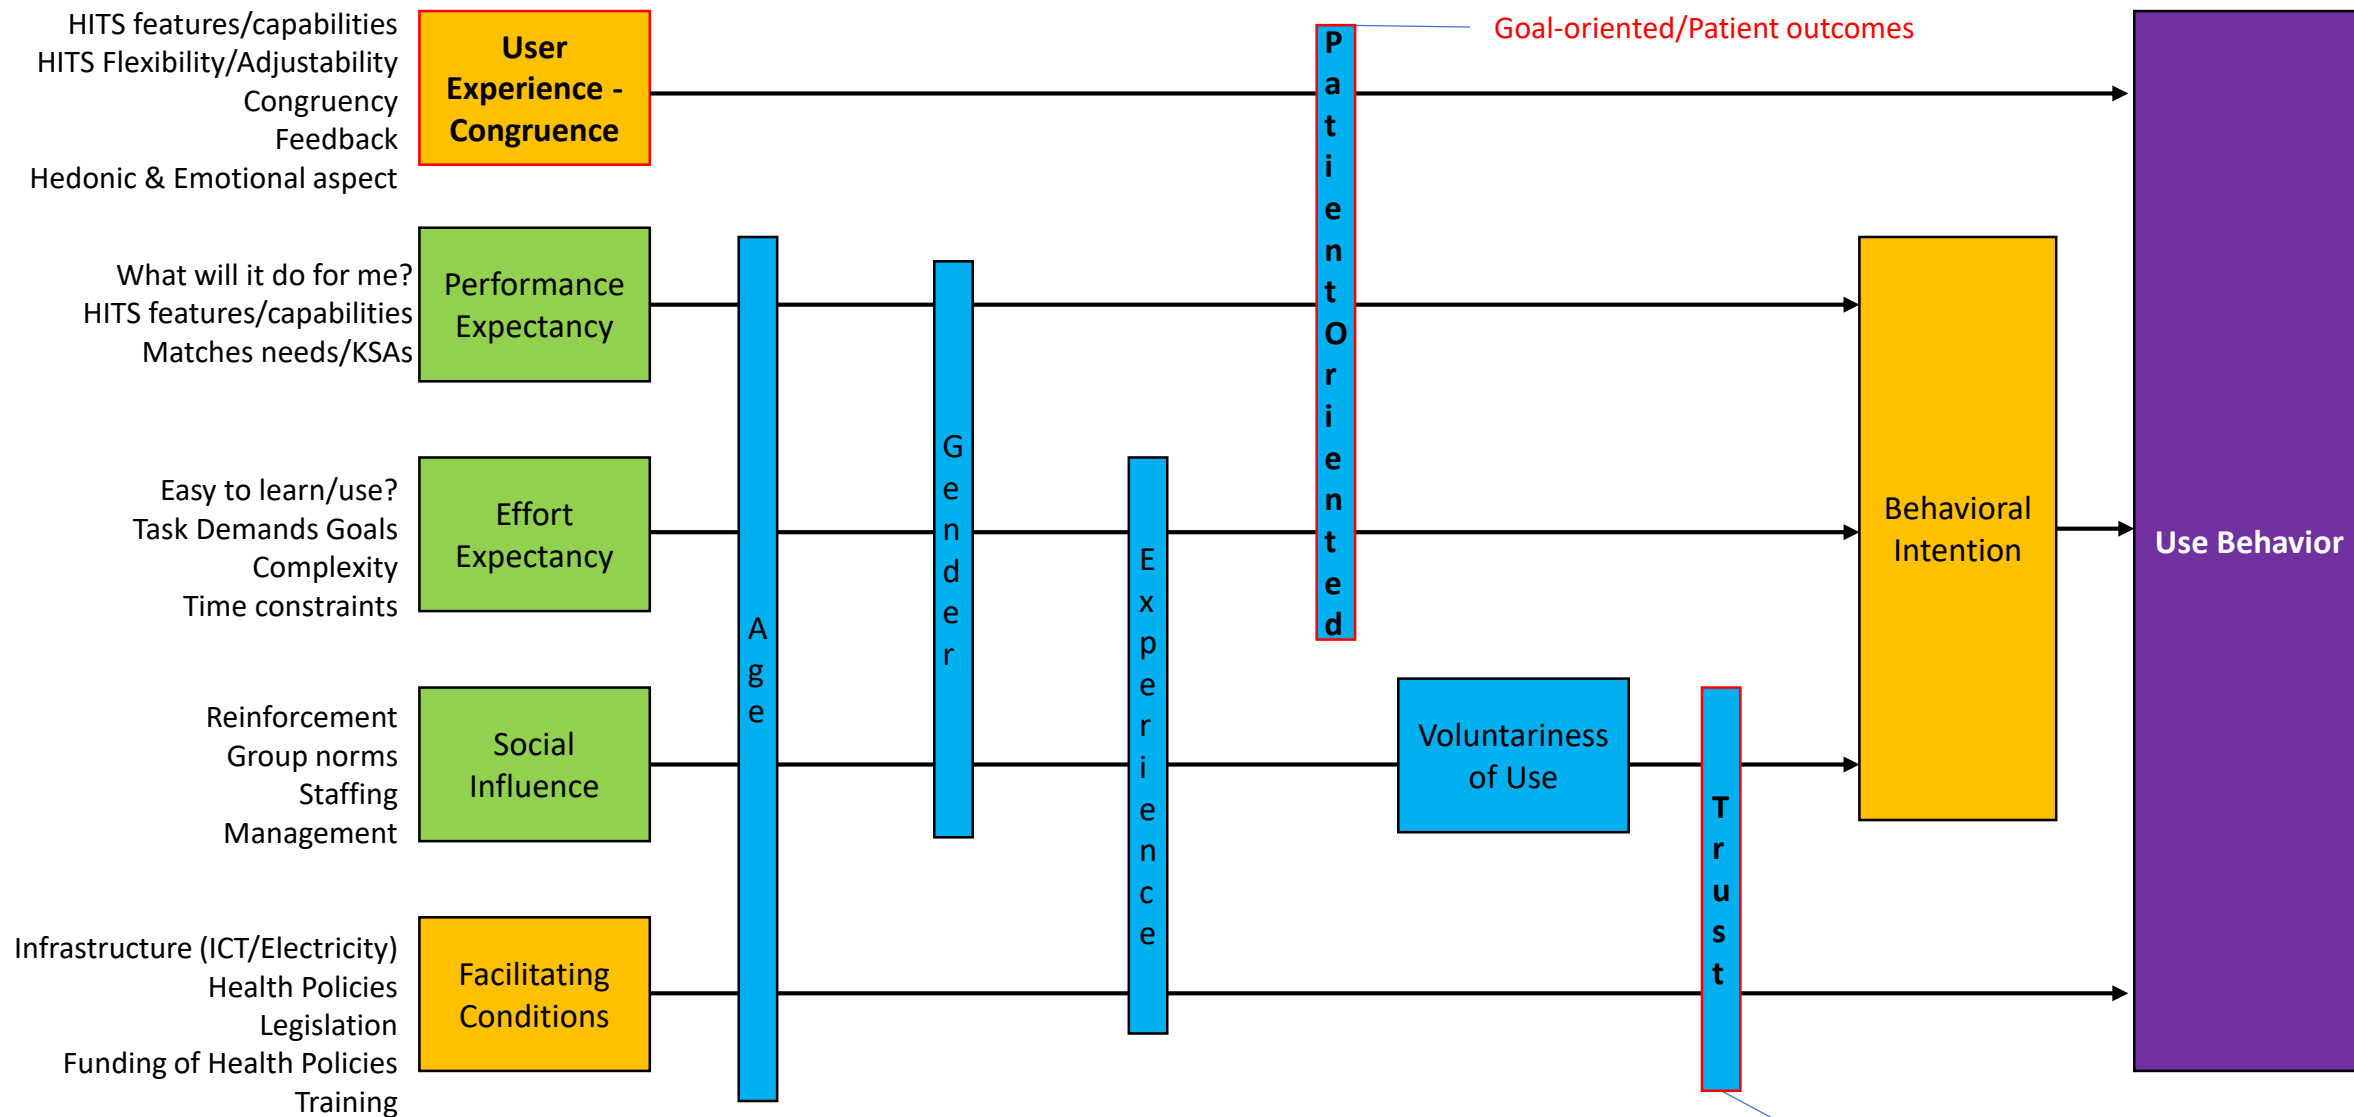 HITS features/capabilities
HITS Flexibility/Adjustability
Congruency
Feedback
Hedonic & Emotional aspect
User
Experience -
Congruence
Goal-oriented/Patient outcomes
PatientOriented
What will it do for me?
HITS features/capabilities
Matches needs/KSAs
Performance
Expectancy
Age
Gender
Experience
Easy to learn/use?
Task Demands Goals
Complexity
Time constraints
Effort
Expectancy
Behavioral
Intention
Use Behavior
Reinforcement
Group norms
Staffing
Management
Social
Influence
Voluntariness
of Use
Trust
Infrastructure (ICT/Electricity)
Health Policies
Legislation
Funding of Health Policies
Training
Facilitating
Conditions